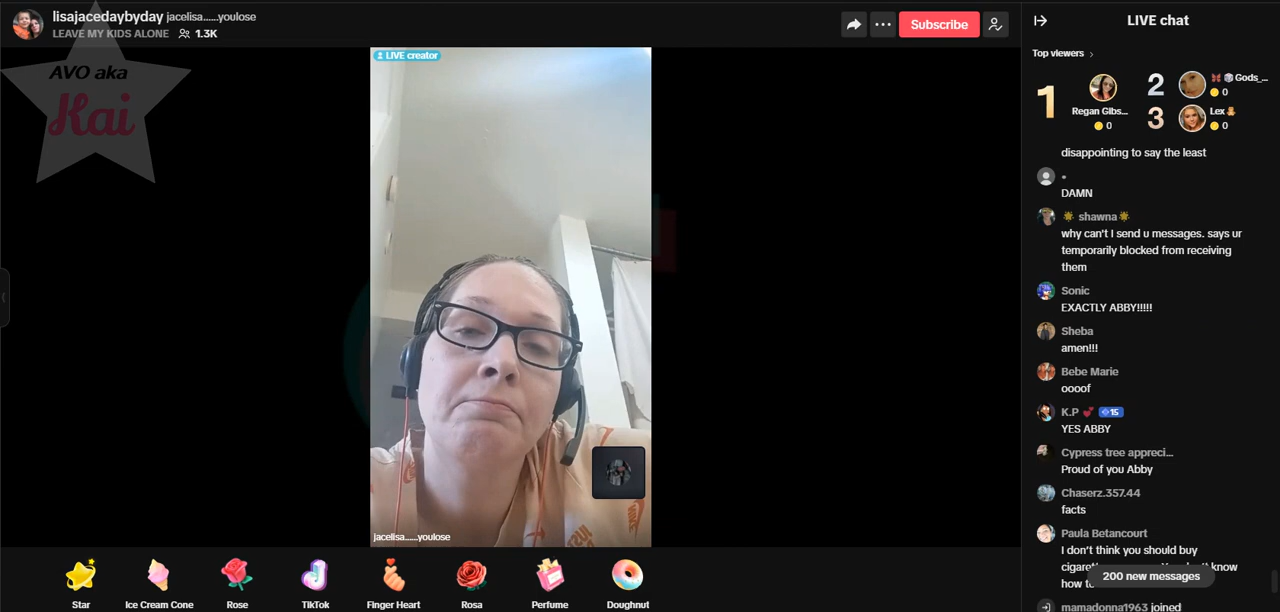 lisajacedaybyday jacelisa......youlose
LEAVE MY KIDS ALONE 1.3K
Subscribe
AVO aka
Kai
LIVE creator
jacelisa......youlose
Star
Ice Cream Cone
Rose
TikTok
Finger Heart
Rosa
Perfume
Doughnut
LIVE chat
Top viewers
1
Regan Gibs...
0
2
Gods_...
0
3
Lex
0
disappointing to say the least
DAMN
shawna
why can't I send u messages. says ur
temporarily blocked from receiving
them
Sonic
EXACTLY ABBY!!!!!
Sheba
amen!!!
Bebe Marie
oooof
K.P 15
YES ABBY
Cypress tree appreci...
Proud of you Abby
Chaserz.357.44
facts
Paula Betancourt
I don't think you should buy
know
how
200 new messages
mamadonna1963 joined